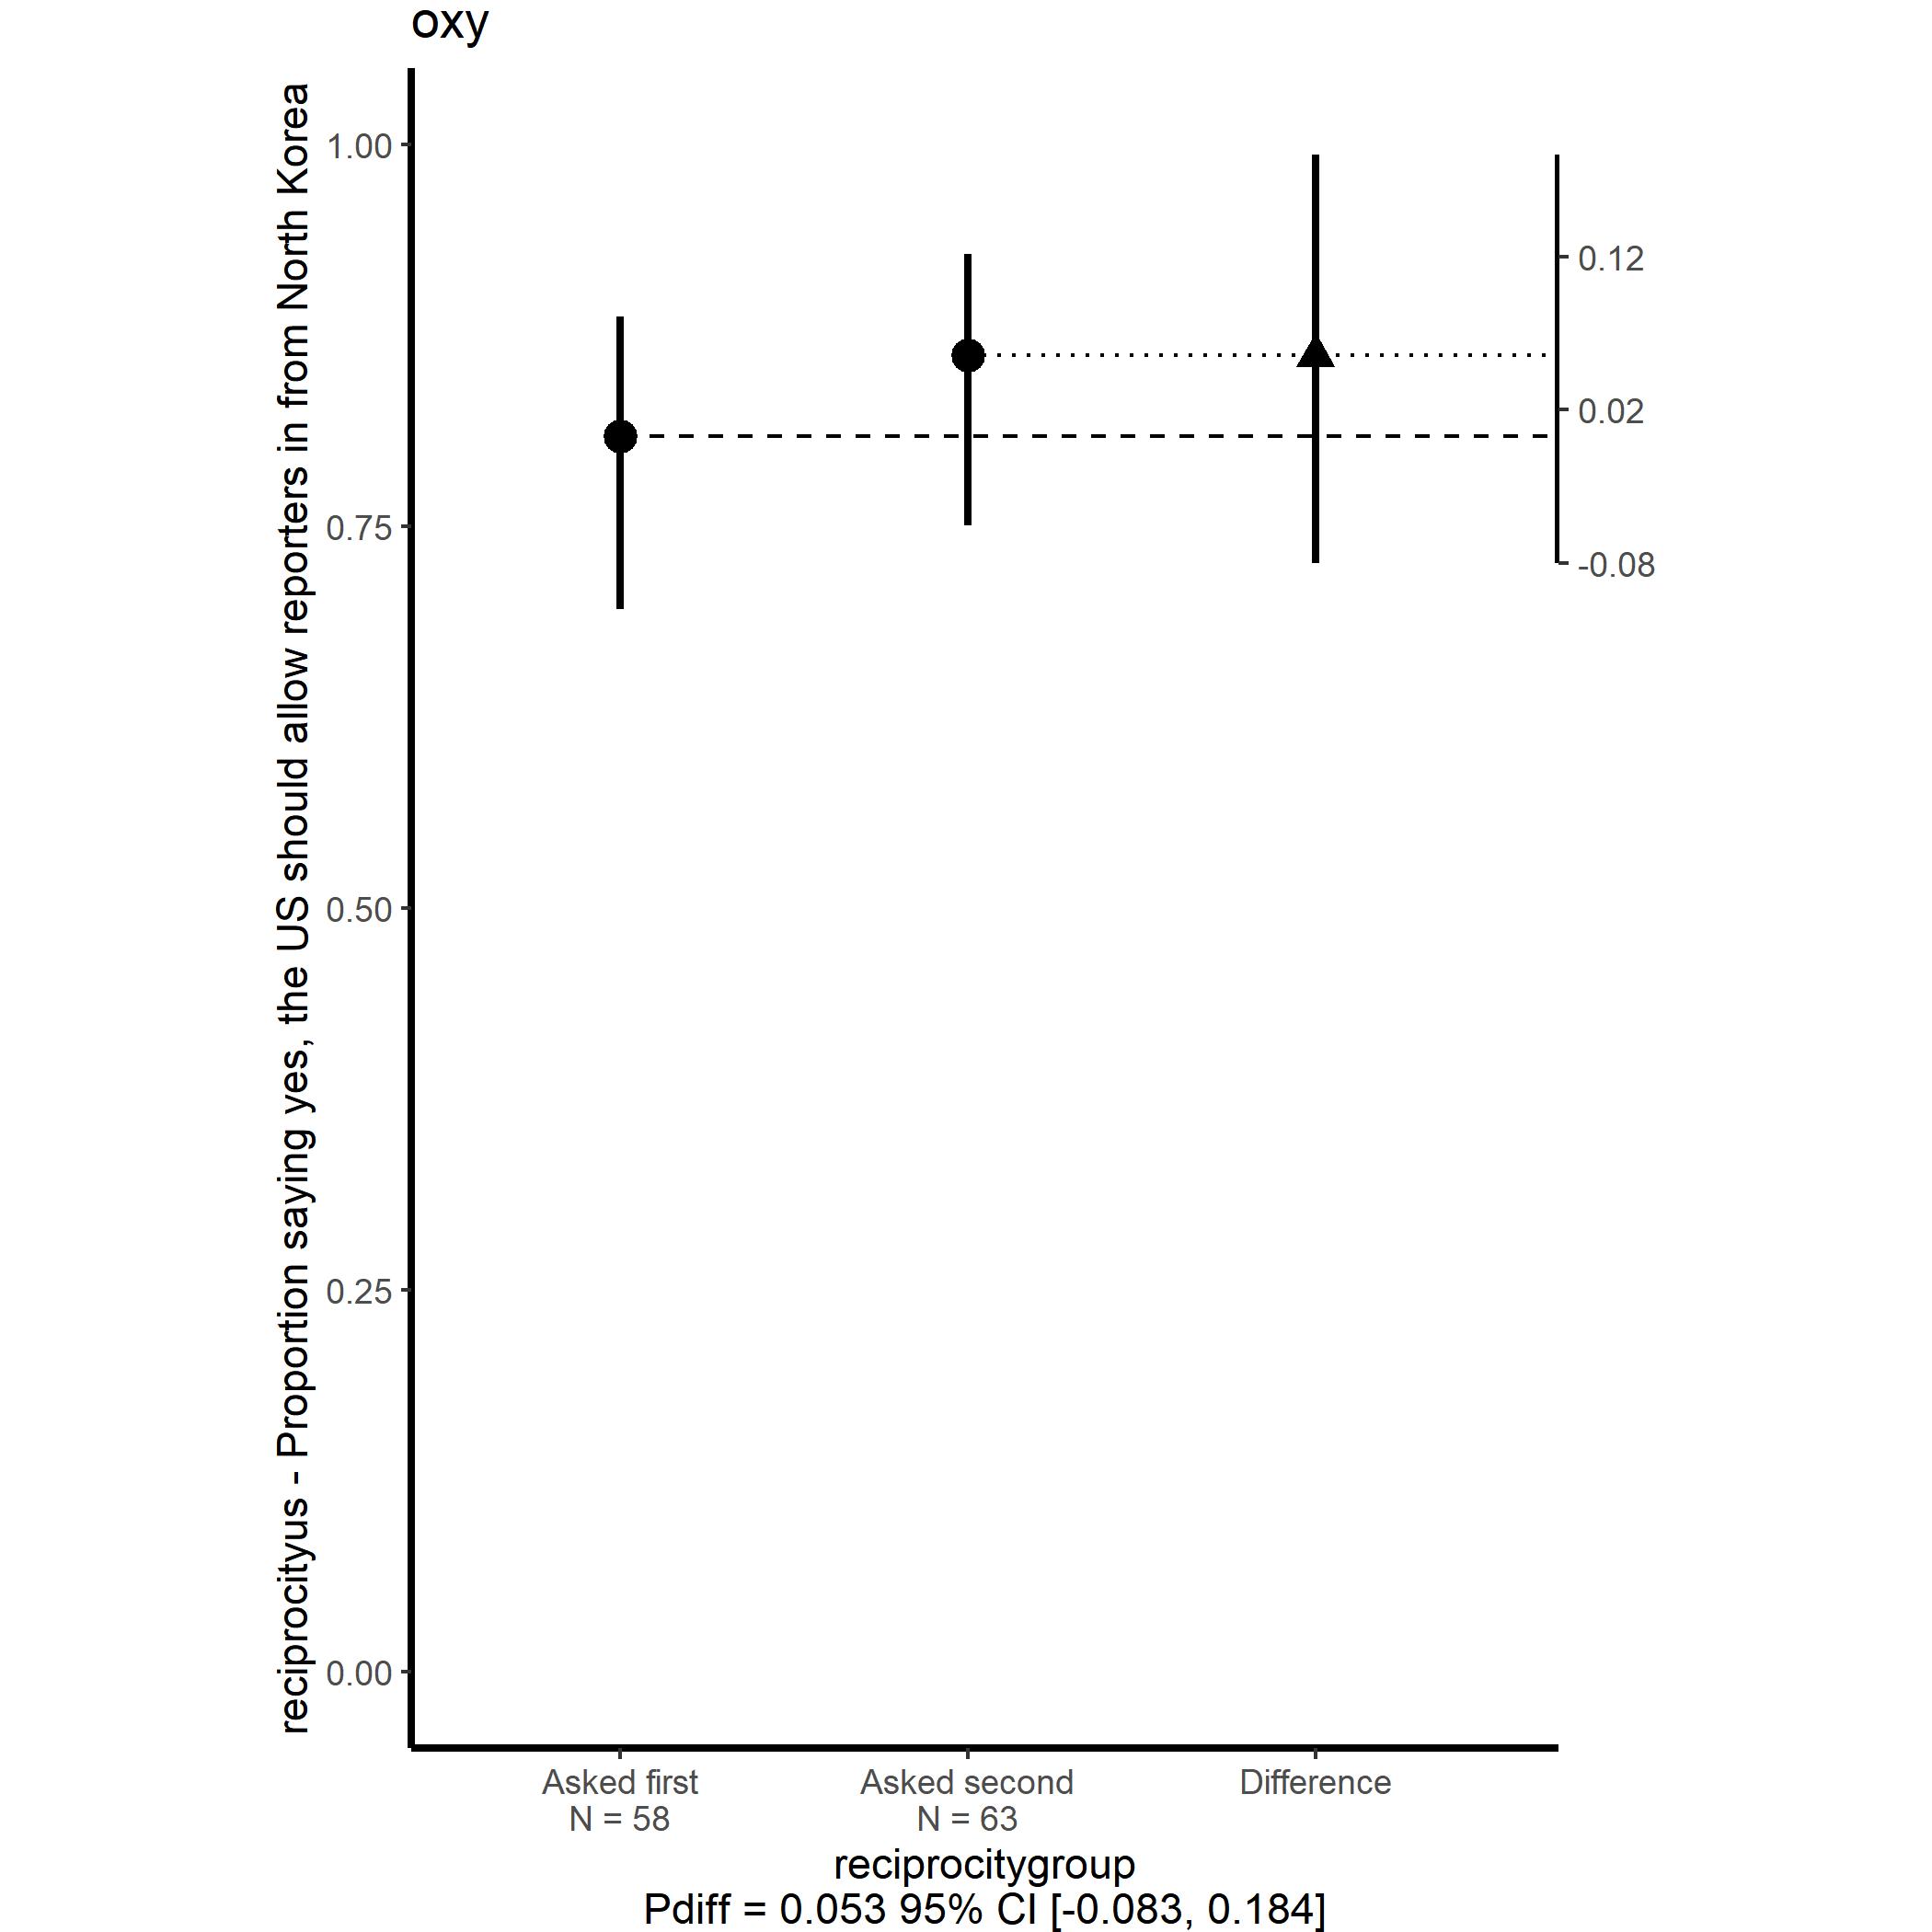 oxy
reciprocityus - Proportion saying yes, the US should allow reporters in from North Korea
1.00
0.75
0.50
0.25
0.00
0.12
0.02
-0.08
Asked first
N = 58
Asked second
N = 63
Difference
reciprocitygroup
Pdiff = 0.053 95% CI [-0.083, 0.184]